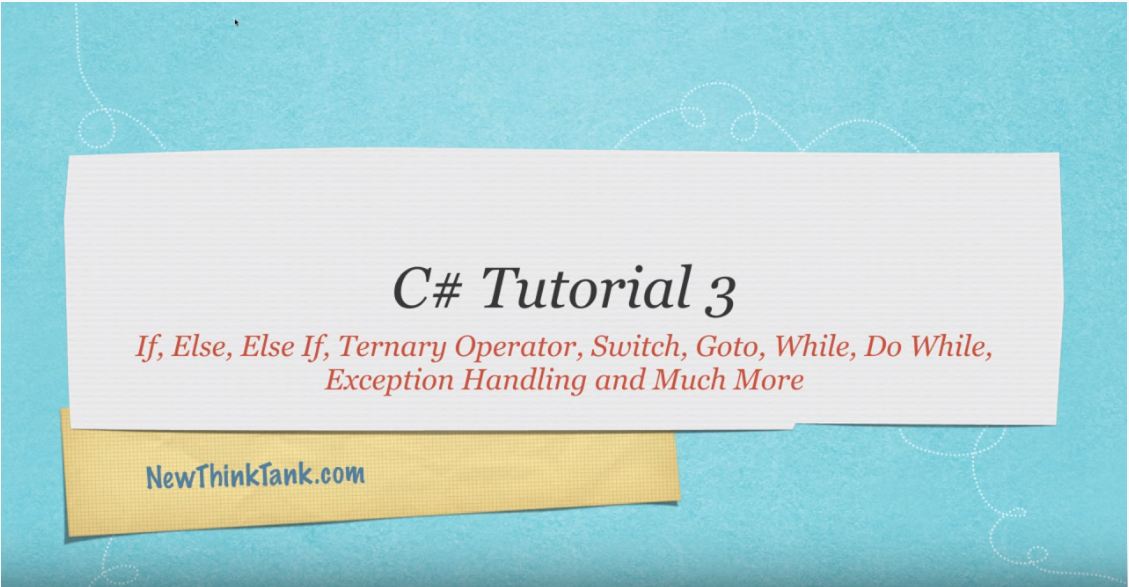 C# Tutorial 3
If, Else, Else If, Ternary Operator, Switch, Goto, While, Do While,
Exception Handling and Much More
NewThinkTank.com